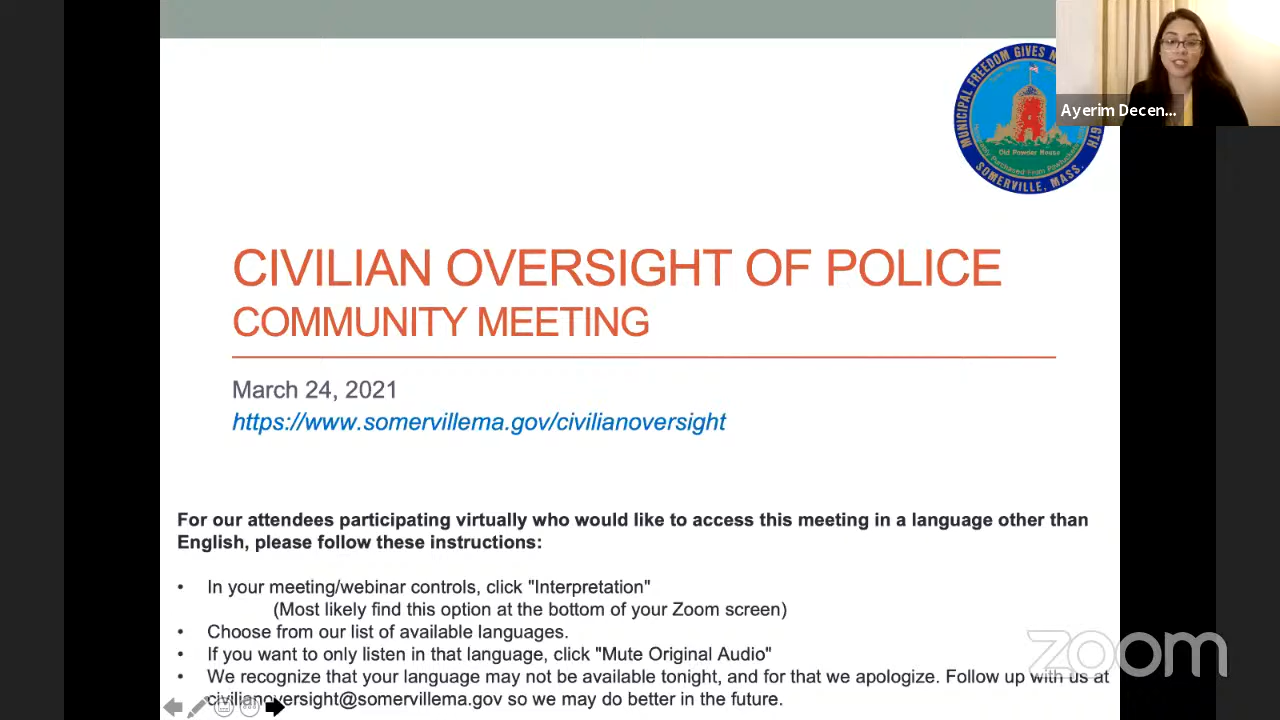 MUNICIPAL FREEDOM GIVES N
GTH
Old Powder House
SOMERVILLE, MASS.
Ayerim Decen...
CIVILIAN OVERSIGHT OF POLICE
COMMUNITY MEETING
March 24, 2021
https://www.somervillema.gov/civilianoversight
For our attendees participating virtually who would like to access this meeting in a language other than
English, please follow these instructions:
• In your meeting/webinar controls, click "Interpretation"
(Most likely find this option at the bottom of your Zoom screen)
• Choose from our list of available languages.
• If you want to only listen in that language, click "Mute Original Audio"
• We recognize that your language may not be available tonight, and for that we apologize. Follow up with us at
civilianoversight@somervillema.gov so we may do better in the future.
zoom